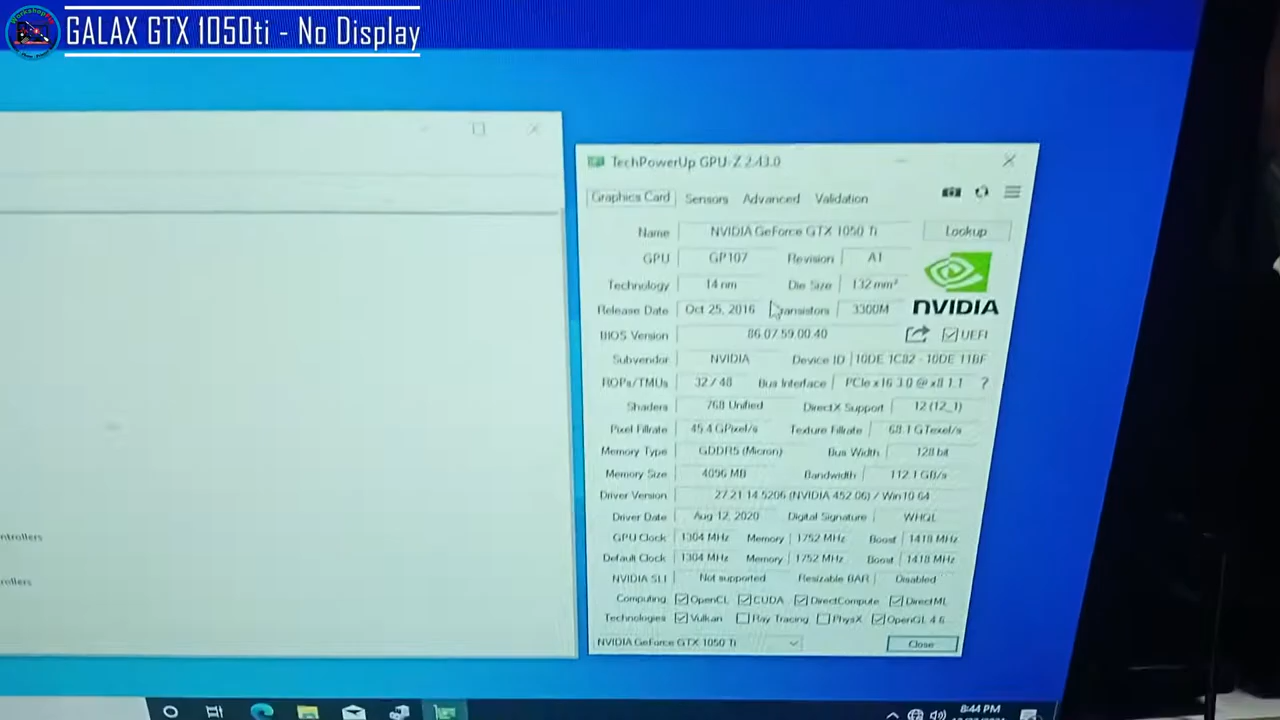 GALAX GTX 1050ti - No Display
TechPowerUp GPU-Z 2.43.0
Graphics Card Sensors Advanced Validation
Name NVIDIA GeForce GTX 1050 Ti Lookup
GPU GP107 Revision A1
Technology 14 nm Die Size 132 mm²
Release Date Oct 25, 2016 Transistors 3300M
NVIDIA
BIOS Version 86.07.59.00.40 UEFI
Subvendor NVIDIA Device ID 10DE 1C82 - 10DE 11BF
ROPs/TMUs 32 / 48 Bus Interface PCIe x16 3.0 @ x8 1.1 ?
Shaders 768 Unified DirectX Support 12 (12_1)
Pixel Fillrate 45.4 GPixel/s Texture Fillrate 68.1 GTexel/s
Memory Type GDDR5 (Micron) Bus Width 128 bit
Memory Size 4096 MB Bandwidth 112.1 GB/s
Driver Version 27.21.14.5206 (NVIDIA 452.06) / Win10 64
Driver Date Aug 12, 2020 Digital Signature WHQL
GPU Clock 1304 MHz Memory 1752 MHz Boost 1418 MHz
Default Clock 1304 MHz Memory 1752 MHz Boost 1418 MHz
NVIDIA SLI Not supported Resizable BAR Disabled
Computing OpenCL CUDA DirectCompute DirectML
Technologies Vulkan Ray Tracing PhysX OpenGL 4.6
NVIDIA GeForce GTX 1050 Ti Close
ntrollers
rollers
8:44 PM